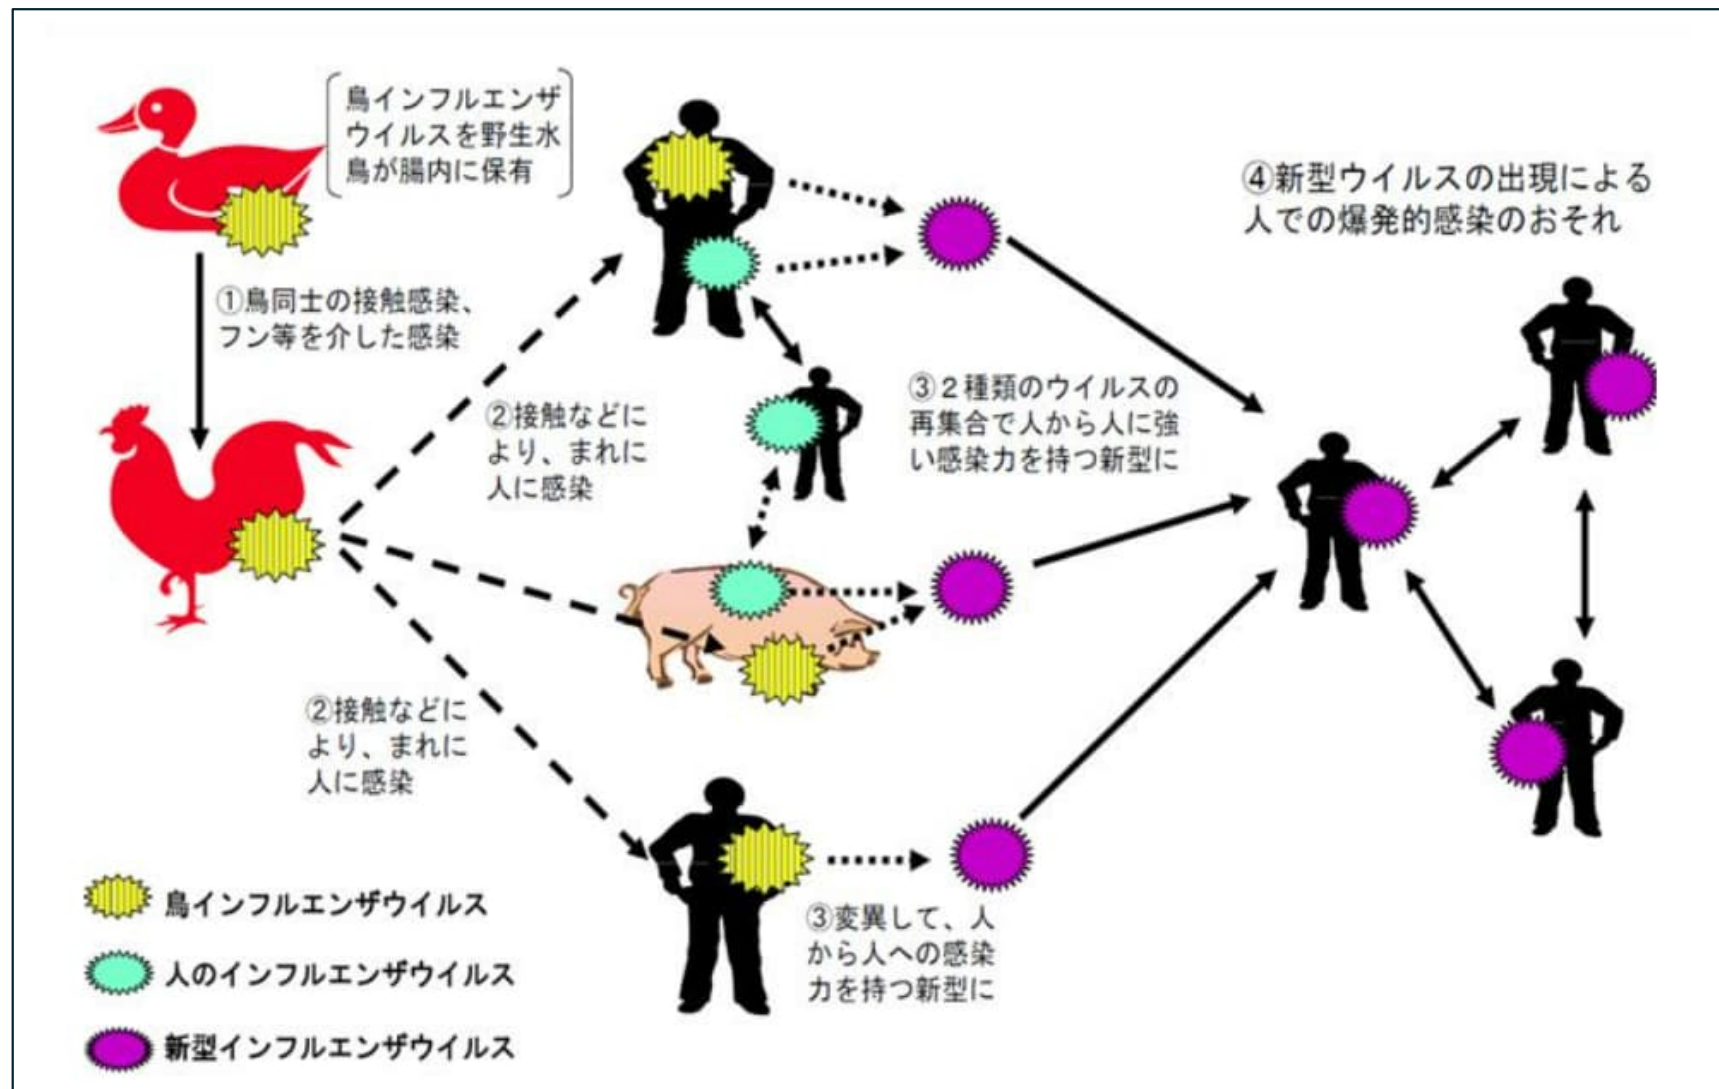 鳥インフルエンザ
ウイルスを野生水
鳥が腸内に保有
①鳥同士の接触感染、
フン等を介した感染
②接触などに
より、まれに
人に感染
③２種類のウイルスの
再集合で人から人に強
い感染力を持つ新型に
④新型ウイルスの出現による
人での爆発的感染のおそれ
②接触などに
より、まれに
人に感染
③変異して、人
から人への感染
力を持つ新型に
鳥インフルエンザウイルス
人のインフルエンザウイルス
新型インフルエンザウイルス